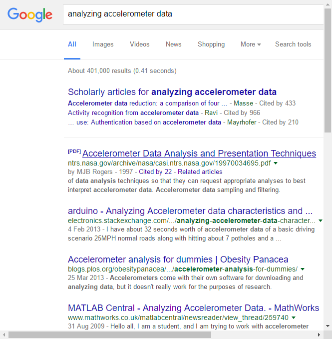 Google
analyzing accelerometer data
All Images Videos News Shopping More Search tools
About 401,000 results (0.41 seconds)
Scholarly articles for analyzing accelerometer data
Accelerometer data reduction: a comparison of four ... - Masse - Cited by 433
Activity recognition from accelerometer data - Ravi - Cited by 966
... use: Authentication based on accelerometer data - Mayrhofer - Cited by 210
[PDF] Accelerometer Data Analysis and Presentation Techniques
ntrs.nasa.gov/archive/nasa/casi.ntrs.nasa.gov/19970034695.pdf
by MJB Rogers - 1997 - Cited by 22 - Related articles
of data analysis techniques so that they can request appropriate analyses to best
interpret accelerometer data. Accelerometer data sampling and filtering.
arduino - Analyzing Accelerometer data characteristics and ...
electronics.stackexchange.com/.../analyzing-accelerometer-data-character...
4 Feb 2013 - I have about 32 seconds worth of accelerometer data of a basic driving
scenario 25MPH normal roads along with hitting about 7 potholes and a ...
Accelerometer analysis for dummies | Obesity Panacea
blogs.plos.org/obesitypanacea/.../accelerometer-analysis-for-dummies/
25 Mar 2013 - Accelerometers come with their own software for downloading and
analyzing data, but it doesn't really work for the purposes of research.
MATLAB Central - Analyzing Accelerometer Data. - MathWorks
www.mathworks.co.uk/matlabcentral/newsreader/view_thread/259740
31 Aug 2009 - Hello all, I am a student, and I am trying to work with accelerometer